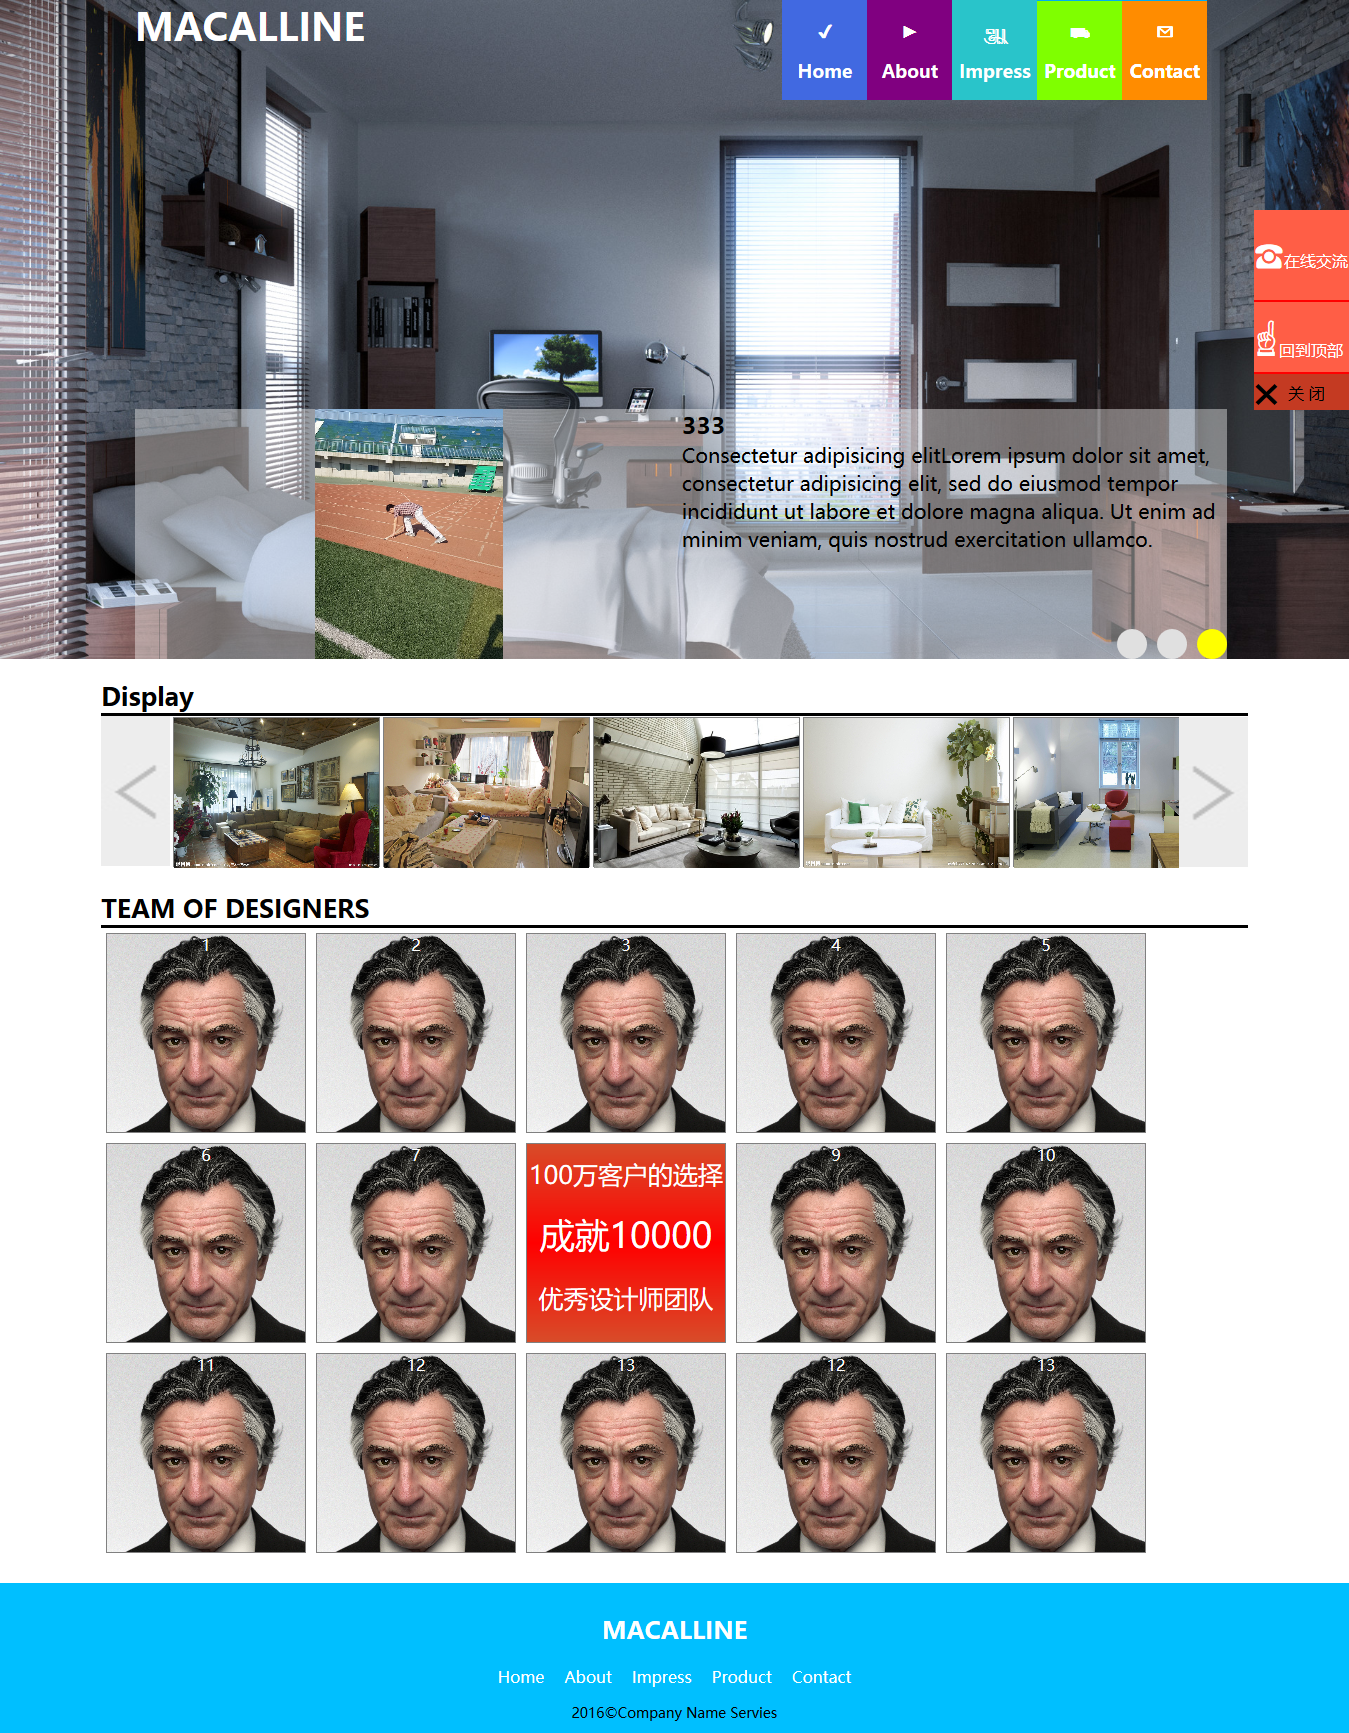 MACALLINE
Home
About
Impress
Product
Contact
在线交流
回到顶部
关 闭
333
Consectetur adipisicing elitLorem ipsum dolor sit amet,
consectetur adipisicing elit, sed do eiusmod tempor
incididunt ut labore et dolore magna aliqua. Ut enim ad
minim veniam, quis nostrud exercitation ullamco.
Display
TEAM OF DESIGNERS
1
2
3
4
5
6
7
100万客户的选择
成就10000
优秀设计师团队
9
10
11
12
13
12
13
MACALLINE
Home About Impress Product Contact
2016©Company Name Servies